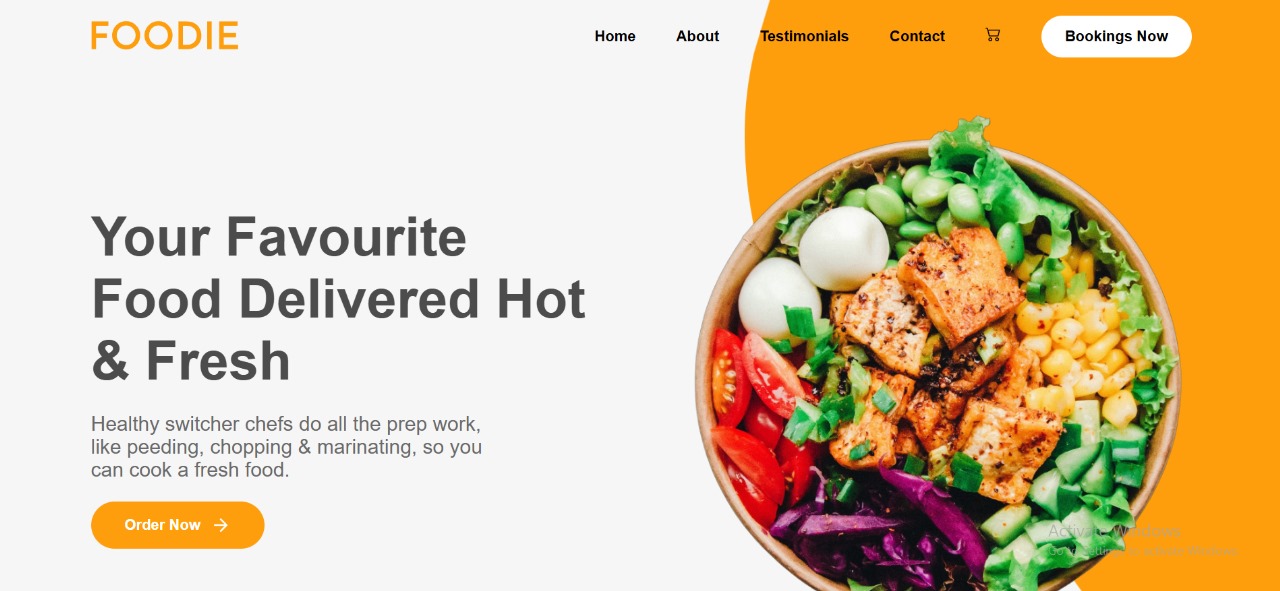 FOODIE
Home About Testimonials Contact Bookings Now
Your Favourite
Food Delivered Hot
& Fresh
Healthy switcher chefs do all the prep work,
like peeding, chopping & marinating, so you
can cook a fresh food.
Order Now
Activate Windows
Go to Settings to activate Windows.